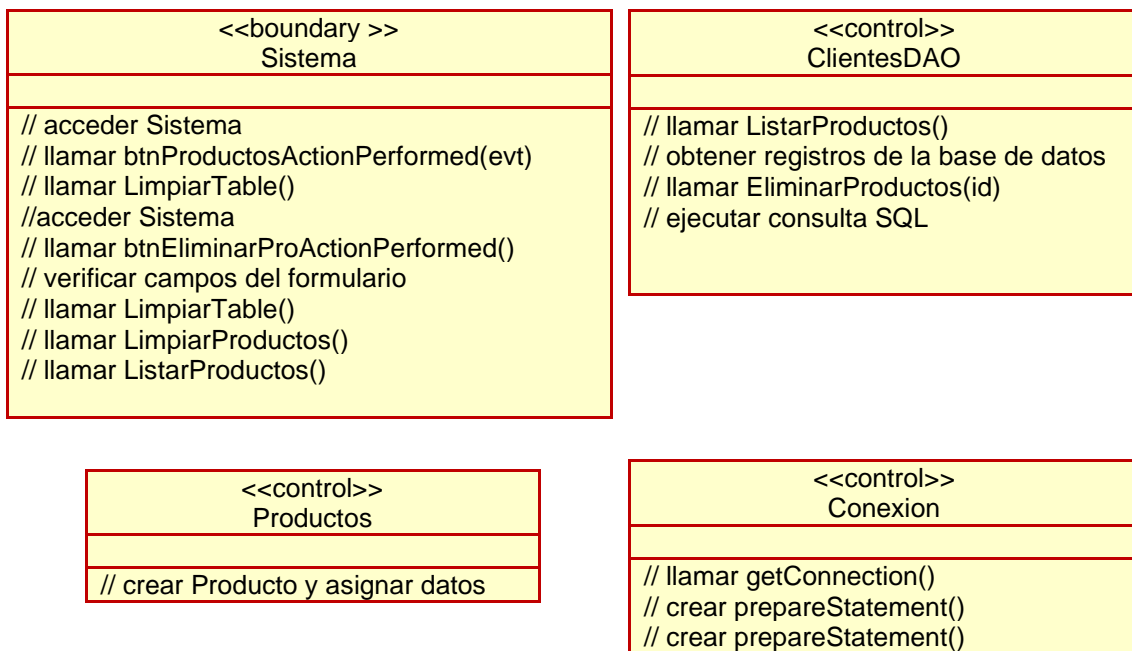 <<boundary >>
Sistema
// acceder Sistema
// llamar btnProductosActionPerformed(evt)
// llamar LimpiarTable()
//acceder Sistema
// llamar btnEliminarProActionPerformed()
// verificar campos del formulario
// llamar LimpiarTable()
// llamar LimpiarProductos()
// llamar ListarProductos()
<<control>>
ClientesDAO
// llamar ListarProductos()
// obtener registros de la base de datos
// llamar EliminarProductos(id)
// ejecutar consulta SQL
<<control>>
Productos
// crear Producto y asignar datos
<<control>>
Conexion
// llamar getConnection()
// crear prepareStatement()
// crear prepareStatement()